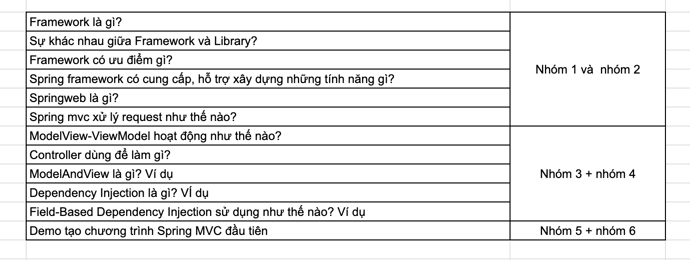 Framework là gì?
Sự khác nhau giữa Framework và Library?
Framework có ưu điểm gì?
Spring framework có cung cấp, hỗ trợ xây dựng những tính năng gì?
Springweb là gì?
Spring mvc xử lý request như thế nào?
Nhóm 1 và nhóm 2
ModelView-ViewModel hoạt động như thế nào?
Controller dùng để làm gì?
ModelAndView là gì? Ví dụ
Dependency Injection là gì? Ví dụ
Field-Based Dependency Injection sử dụng như thế nào? Ví dụ
Nhóm 3 + nhóm 4
Demo tạo chương trình Spring MVC đầu tiên
Nhóm 5 + nhóm 6